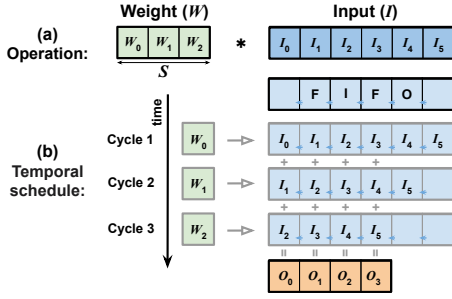 Weight (W) Input (I)
(a) Operation: W0 W1 W2 * I0 I1 I2 I3 I4 I5
S
time
F I F O
(b) Temporal schedule:
Cycle 1 W0 I0 I1 I2 I3 I4 I5
+ + + +
Cycle 2 W1 I1 I2 I3 I4 I5
+ + + +
Cycle 3 W2 I2 I3 I4 I5
= = = =
O0 O1 O2 O3